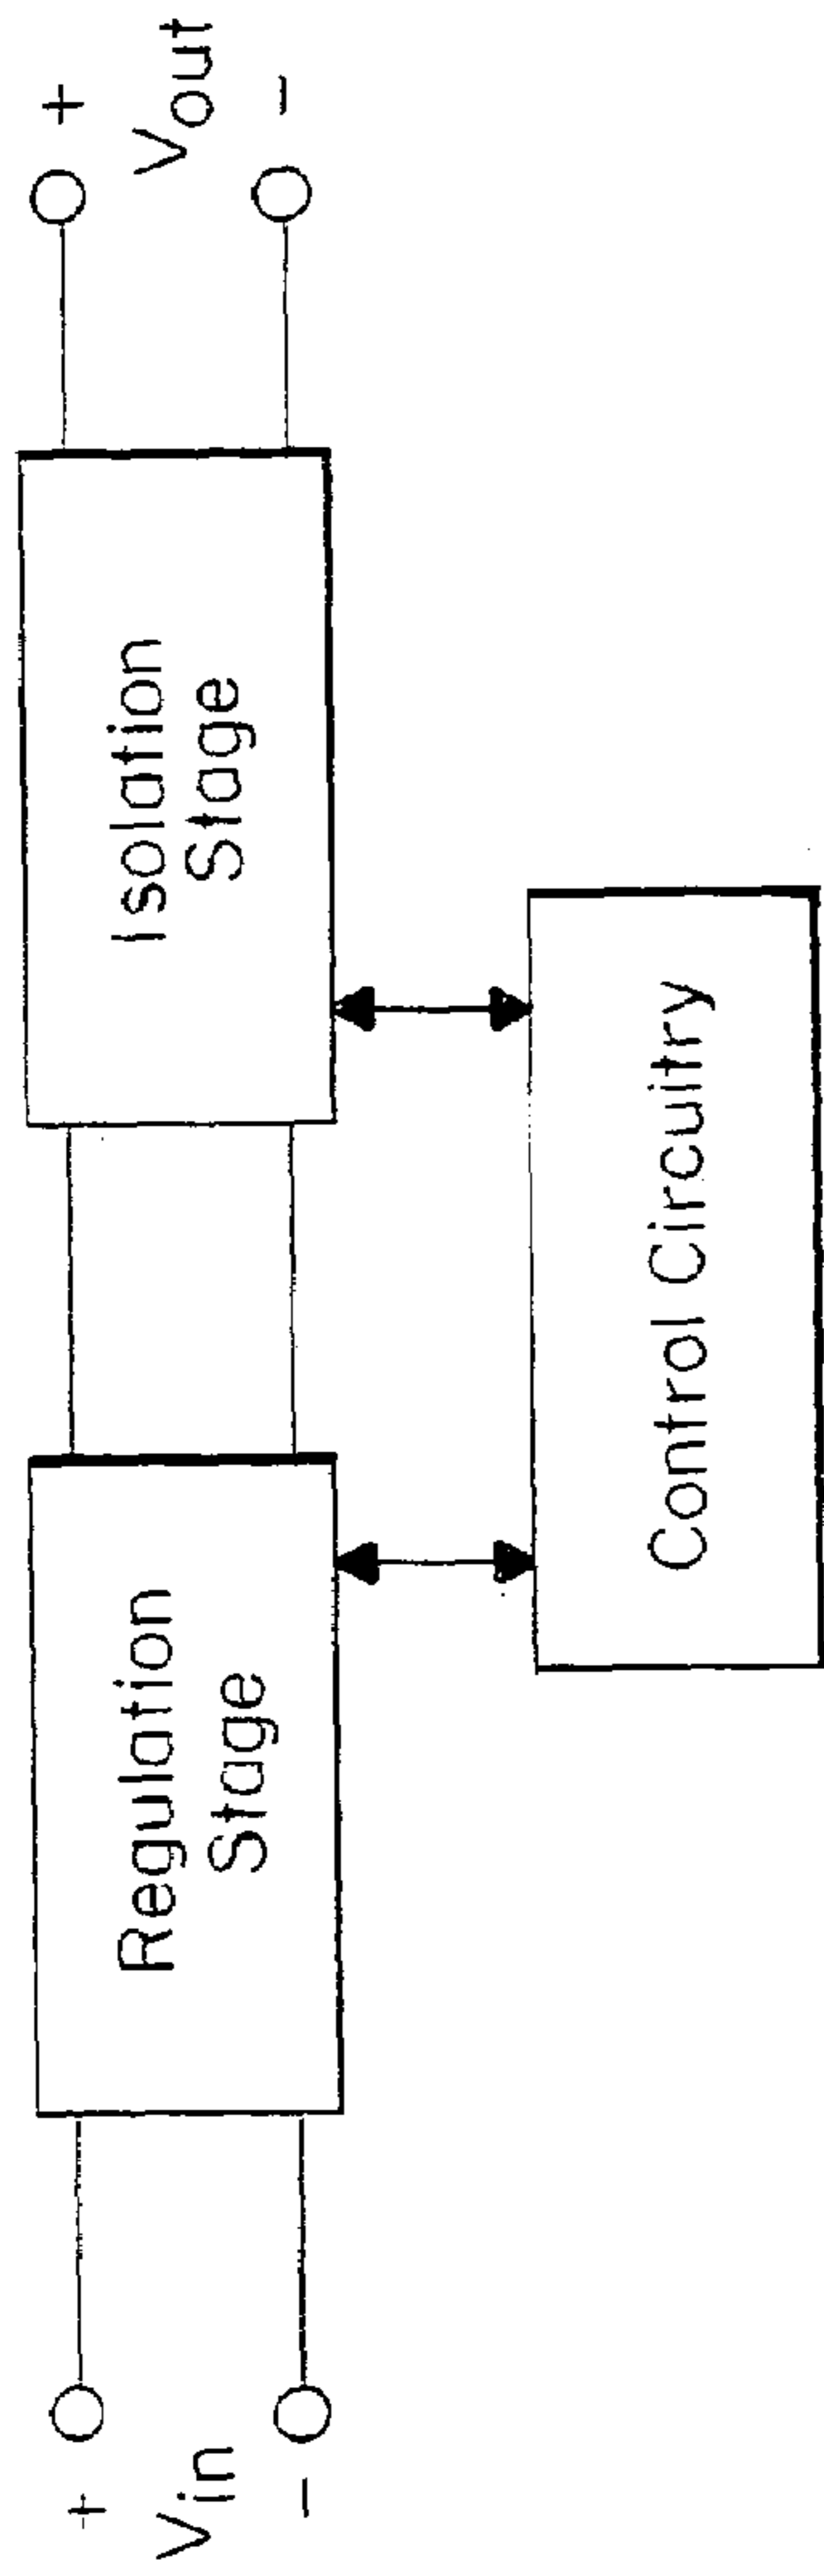 +
Vin
-
Regulation
Stage
Isolation
Stage
+
Vout
-
Control Circuitry